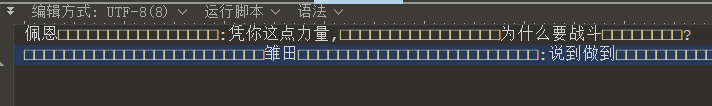 编辑方式: UTF-8(8) 运行脚本 语法
佩恩□□□□□□□□□□□□□□□□□□□□:凭你这点力量,□□□□□□□□□□□□□□□□□□□□为什么要战斗□□□□□□□□□□?
□□□□□□□□□□□□□□□□□□□□□□□□□□□□□□雏田□□□□□□□□□□□□□□□□□□□□□□□□□□□□□□:说到做到□□□□□□□□□□□